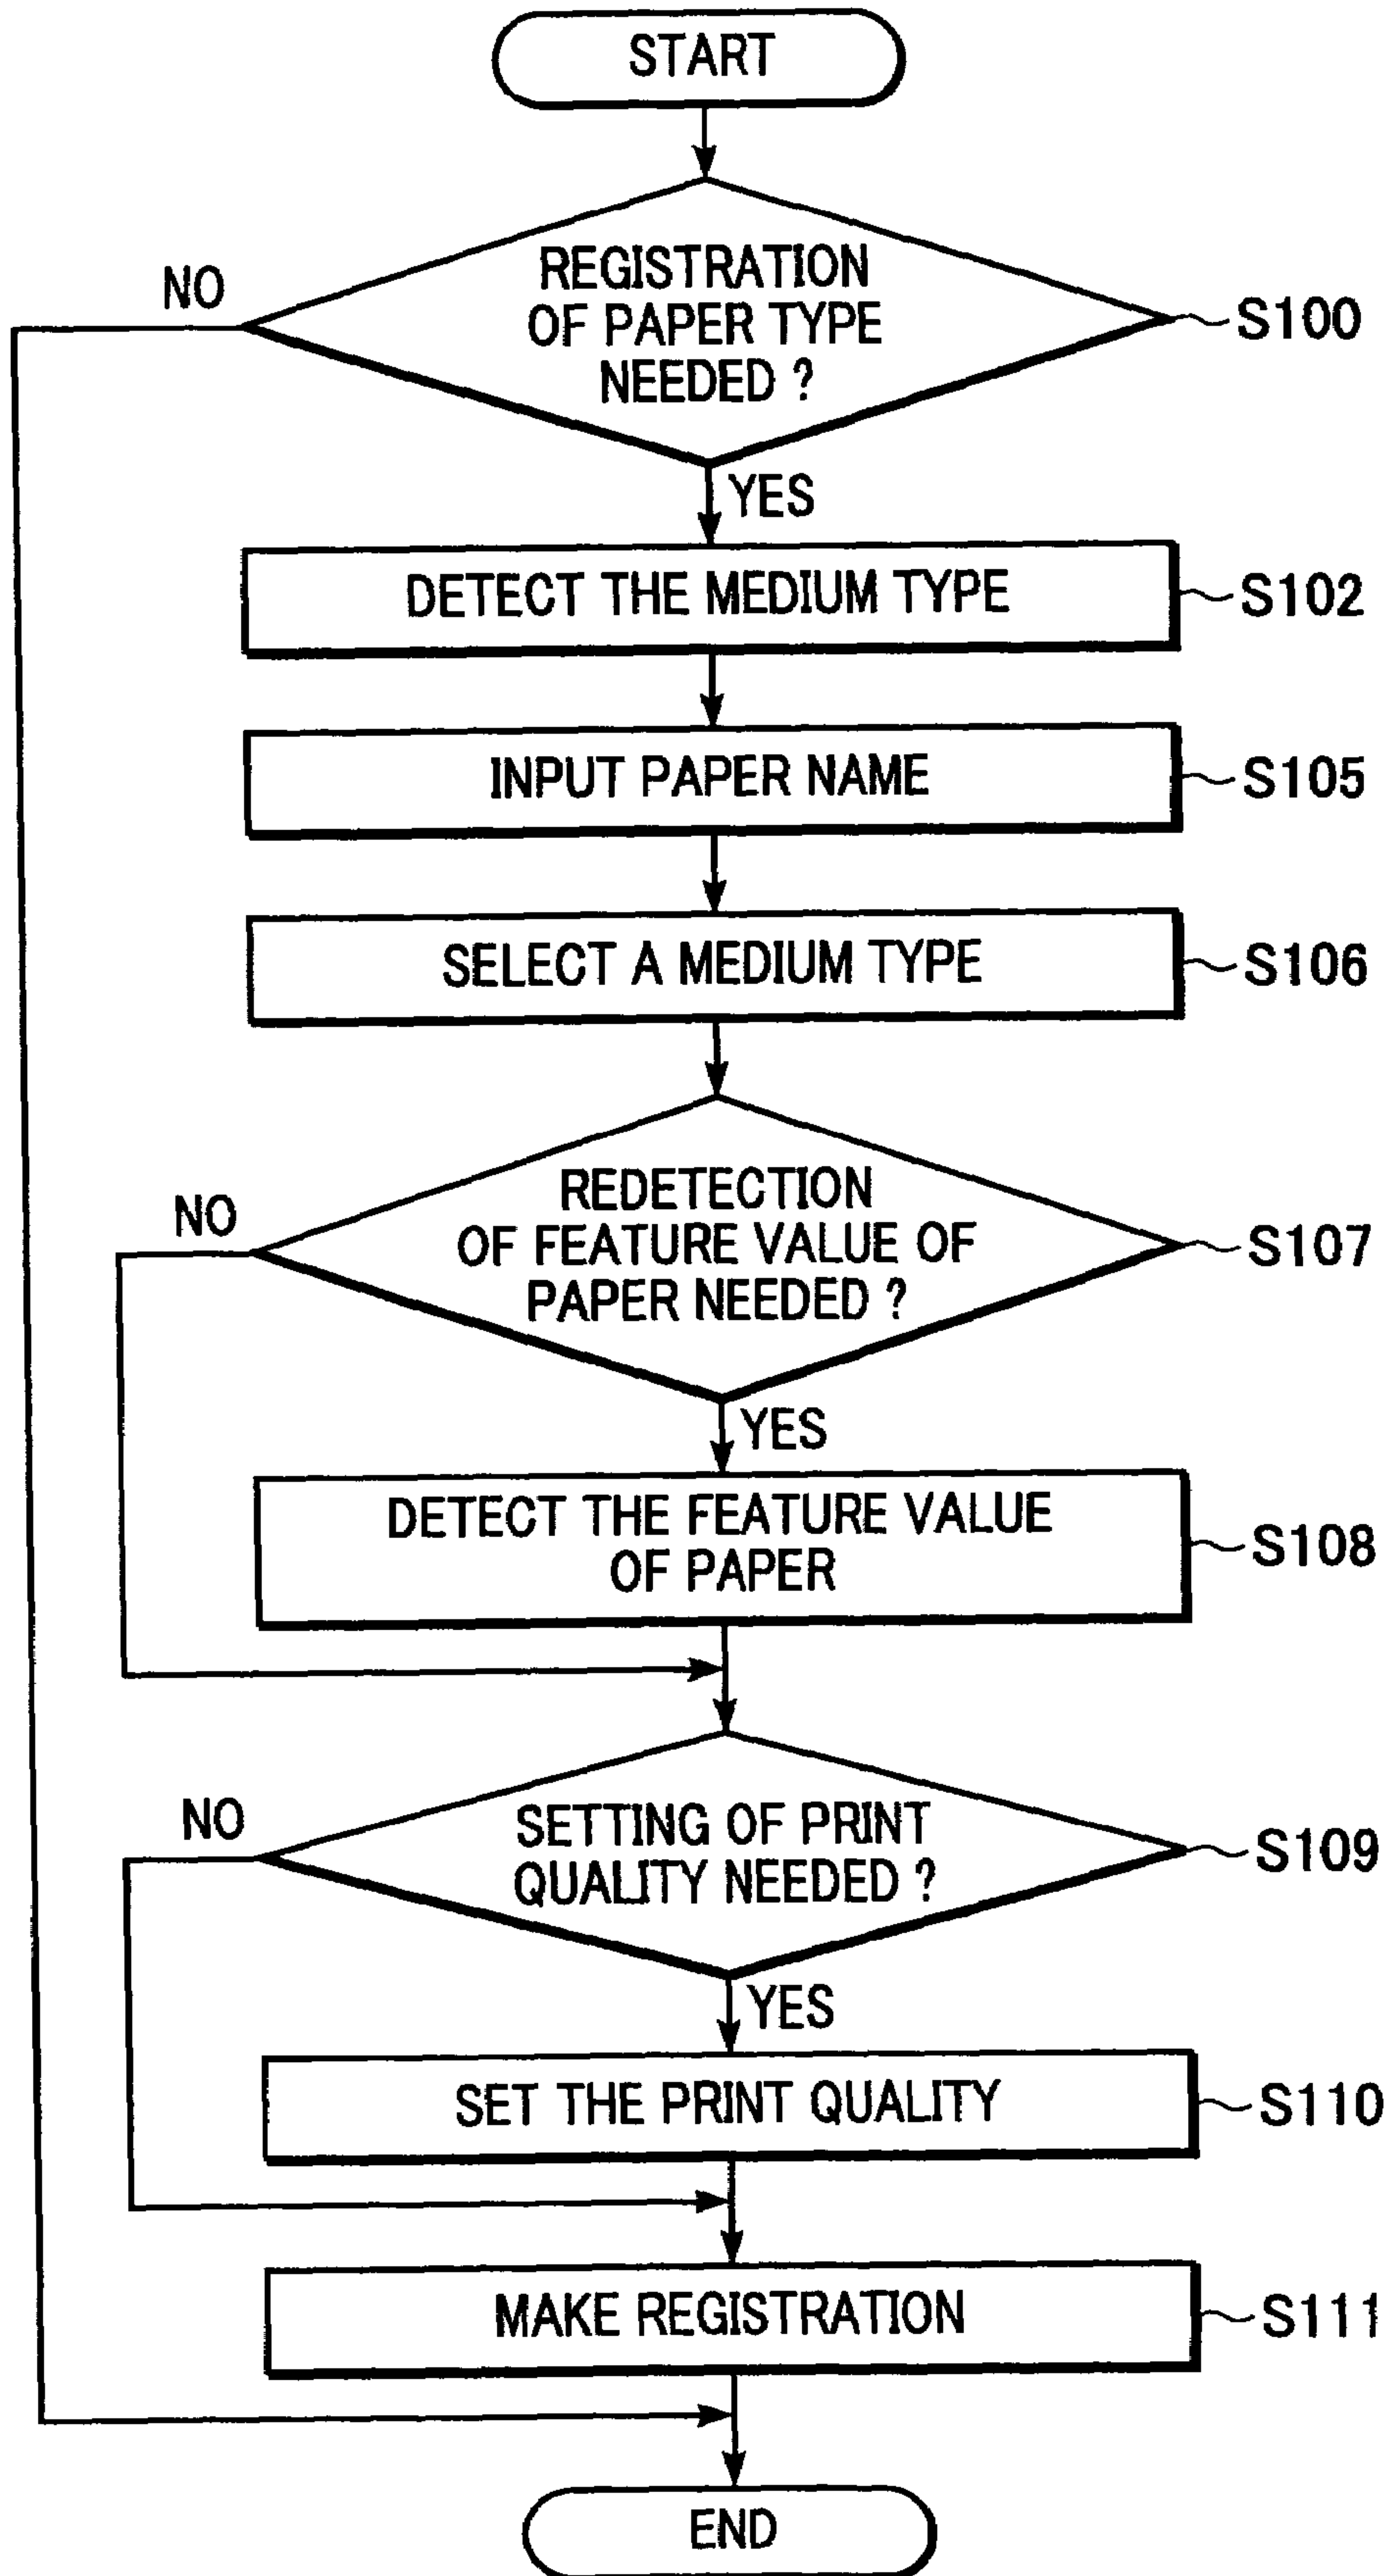 START
REGISTRATION
OF PAPER TYPE
NEEDED ?
NO
S100
YES
DETECT THE MEDIUM TYPE
S102
INPUT PAPER NAME
S105
SELECT A MEDIUM TYPE
S106
REDETECTION
OF FEATURE VALUE OF
PAPER NEEDED ?
NO
S107
YES
DETECT THE FEATURE VALUE
OF PAPER
S108
SETTING OF PRINT
QUALITY NEEDED ?
NO
S109
YES
SET THE PRINT QUALITY
S110
MAKE REGISTRATION
S111
END